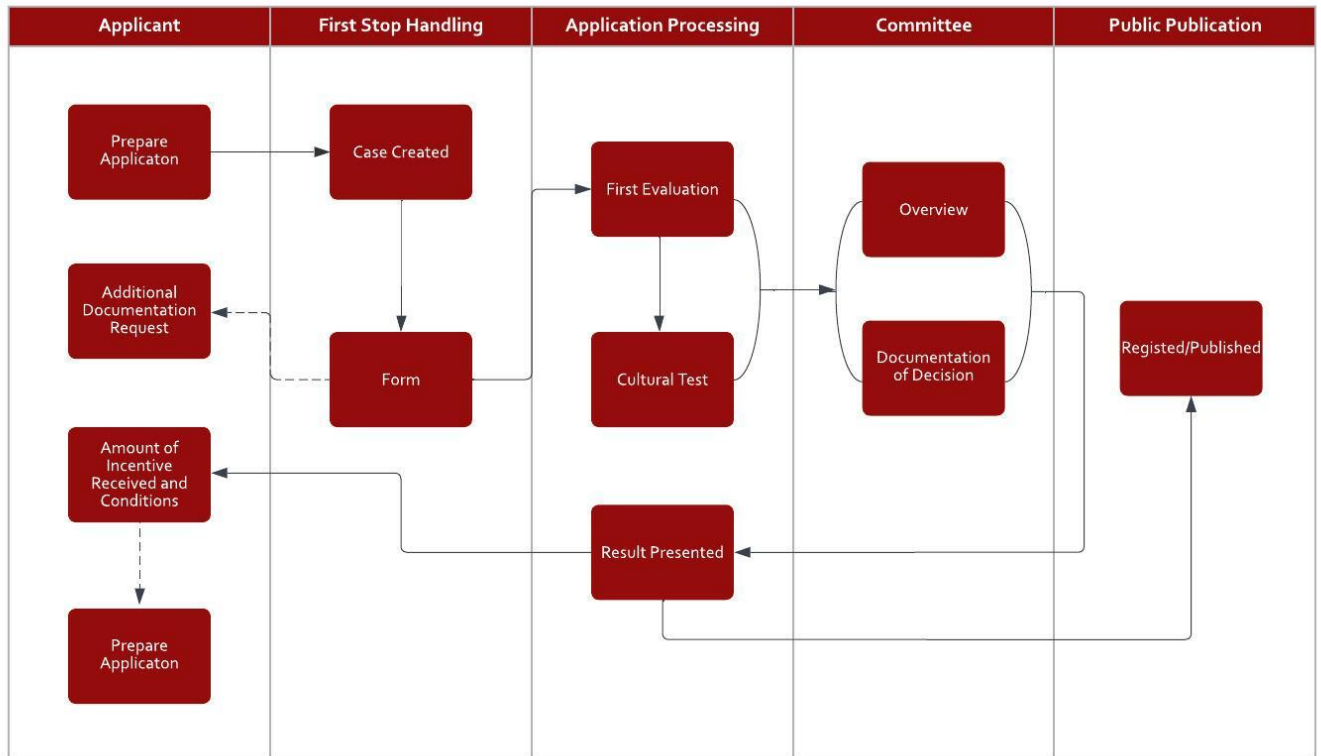 Applicant
First Stop Handling
Application Processing
Committee
Public Publication
Prepare
Applicaton
Case Created
First Evaluation
Overview
Additional
Documentation
Request
Form
Cultural Test
Documentation
of Decision
Registed/Published
Amount of
Incentive
Received and
Conditions
Result Presented
Prepare
Applicaton